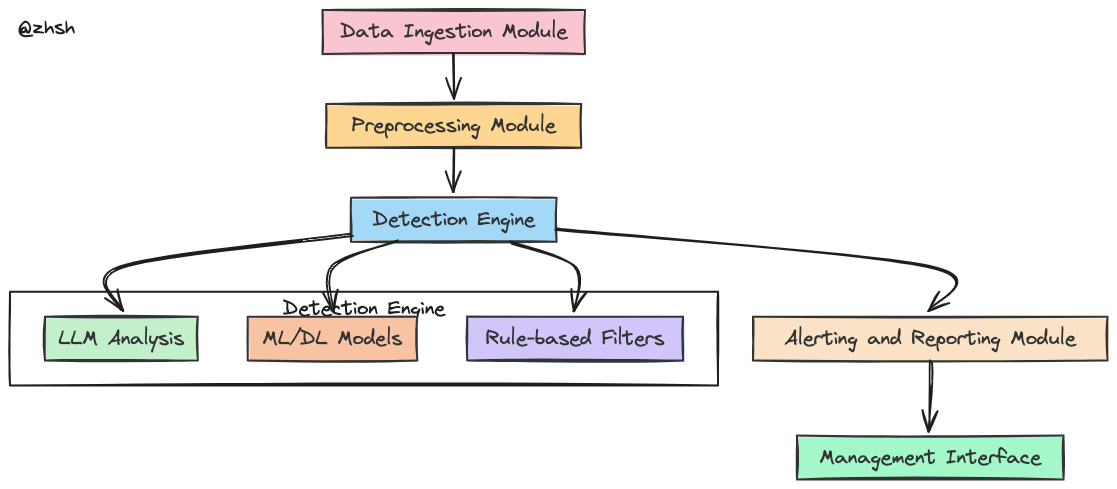 @zhsh
Data Ingestion Module
Preprocessing Module
Detection Engine
Detection Engine
LLM Analysis
ML/DL Models
Rule-based Filters
Alerting and Reporting Module
Management Interface